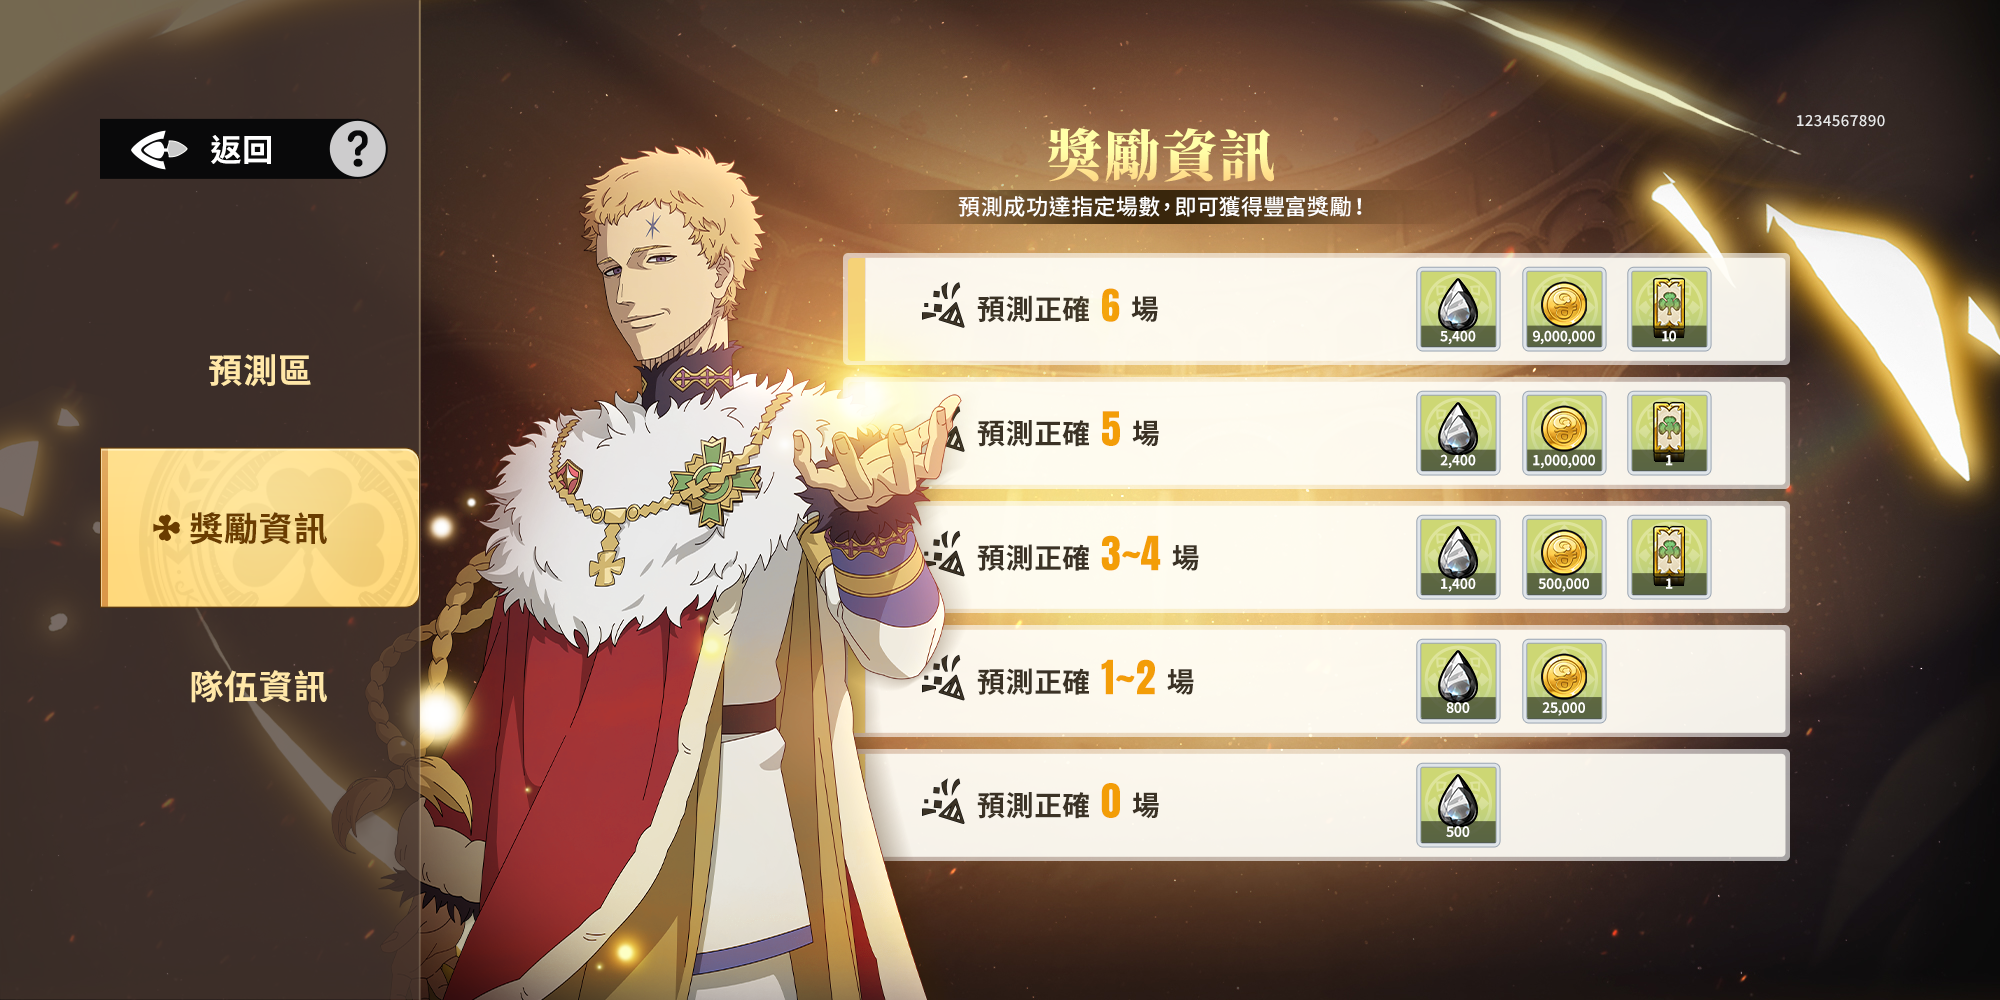 返回 ?
預測區
獎勵資訊
隊伍資訊
1234567890
獎勵資訊
預測成功達指定場數，即可獲得豐富獎勵！
預測正確 6 場
5,400 9,000,000 10
預測正確 5 場
2,400 1,000,000 1
預測正確 3~4 場
1,400 500,000 1
預測正確 1~2 場
800 25,000
預測正確 0 場
500